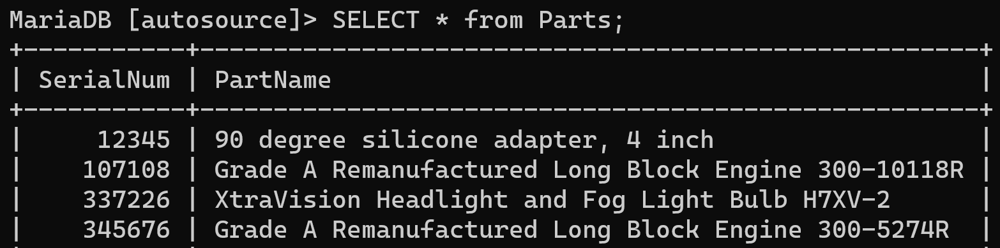 MariaDB [autosource]> SELECT * from Parts;
+-----------+-----------------------------------------------------+
| SerialNum | PartName                                            |
+-----------+-----------------------------------------------------+
|     12345 | 90 degree silicone adapter, 4 inch                  |
|    107108 | Grade A Remanufactured Long Block Engine 300-10118R |
|    337226 | XtraVision Headlight and Fog Light Bulb H7XV-2      |
|    345676 | Grade A Remanufactured Long Block Engine 300-5274R  |